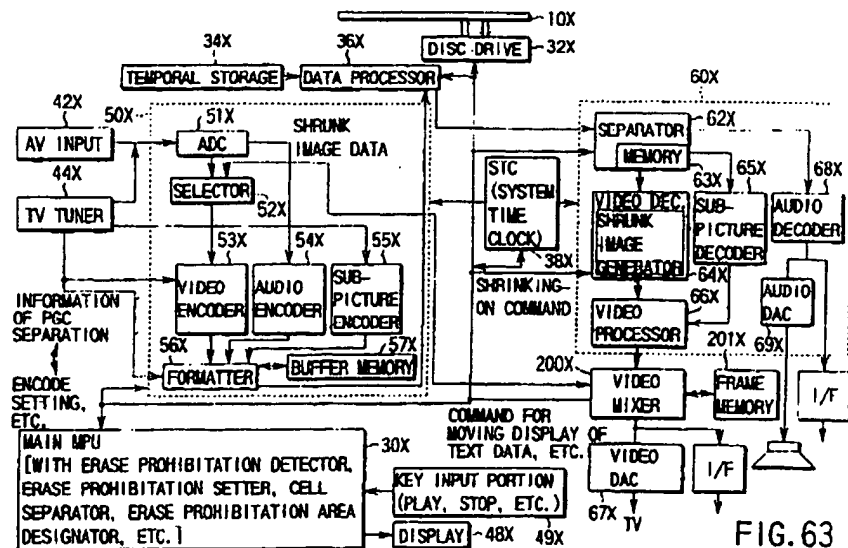 10X
DISC DRIVE
32X
34X
TEMPORAL STORAGE
36X
DATA PROCESSOR
42X
AV INPUT
44X
TV TUNER
50X
51X
ADC
SHRUNK
IMAGE DATA
SELECTOR
52X
53X
VIDEO
ENCODER
54X
AUDIO
ENCODER
55X
SUB-
PICTURE
ENCODER
56X
FORMATTER
57X
BUFFER MEMORY
INFORMATION
OF PGC
SEPARATION
ENCODE
SETTING,
ETC.
STC
(SYSTEM
TIME
CLOCK)
38X
SHRINKING-
ON COMMAND
60X
SEPARATOR
62X
MEMORY
63X
VIDEO DEC.
SHRUNK
IMAGE
GENERATOR
64X
65X
SUB-
PICTURE
DECODER
68X
AUDIO
DECODER
AUDIO
DAC
69X
VIDEO
PROCESSOR
66X
200X
VIDEO
MIXER
201X
FRAME
MEMORY
I/F
COMMAND FOR
MOVING DISPLAY OF
TEXT DATA, ETC.
VIDEO
DAC
67X
TV
I/F
MAIN MPU
[WITH ERASE PROHIBITATION DETECTOR,
ERASE PROHIBITATION SETTER, CELL
SEPARATOR, ERASE PROHIBITATION AREA
DESIGNATOR, ETC.]
30X
KEY INPUT PORTION
(PLAY, STOP, ETC.)
49X
DISPLAY
48X
FIG. 63